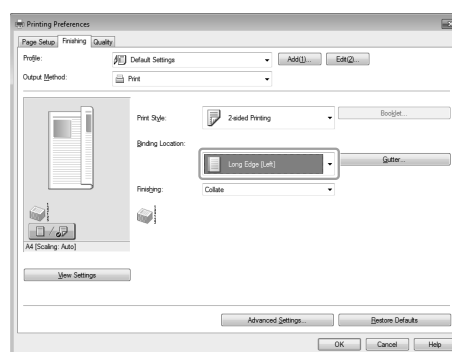 Printing Preferences
Page Setup Finishing Quality
Profile: Default Settings Add(1)... Edit(2)...
Output Method: Print
Print Style: 2-sided Printing Booklet...
Binding Location:
Long Edge [Left] Gutter...
Finishing: Collate
A4 [Scaling: Auto]
View Settings
Advanced Settings... Restore Defaults
OK Cancel Help